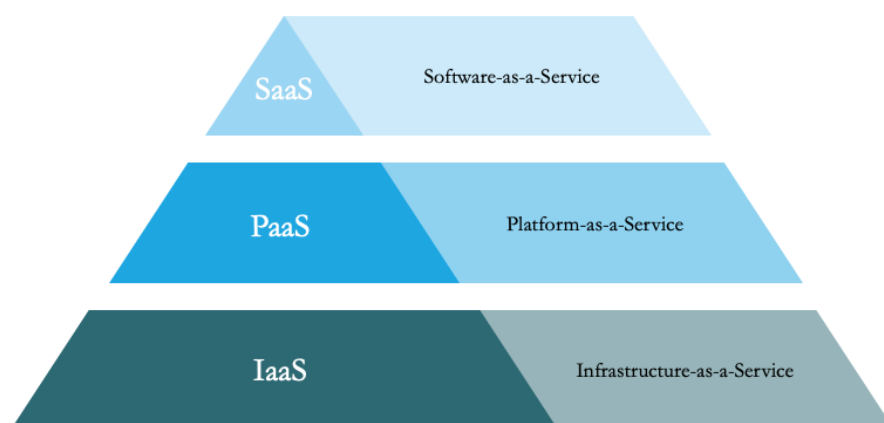 SaaS
Software-as-a-Service
PaaS
Platform-as-a-Service
IaaS
Infrastructure-as-a-Service